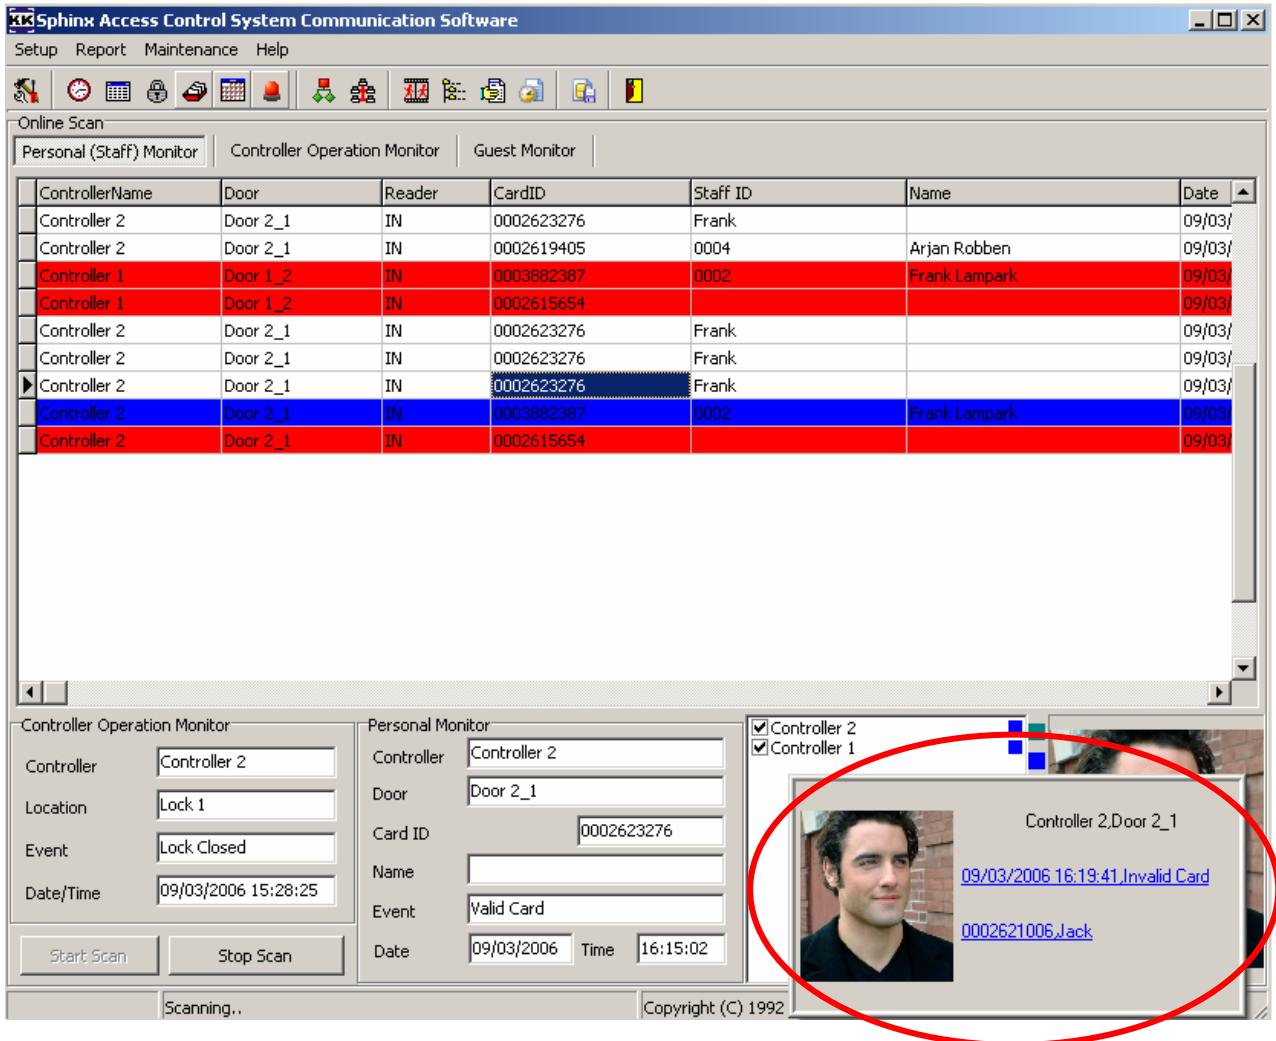 KK Sphinx Access Control System Communication Software
Setup Report Maintenance Help
Online Scan
Personal (Staff) Monitor Controller Operation Monitor Guest Monitor
ControllerName Door Reader CardID Staff ID Name Date
Controller 2 Door 2_1 IN 0002623276 Frank 09/03/
Controller 2 Door 2_1 IN 0002619405 0004 Arjan Robben 09/03/
Controller 1 Door 1_2 IN 0003882387 0002 Frank Lampark 09/03/
Controller 1 Door 1_2 IN 0002615654 09/03/
Controller 2 Door 2_1 IN 0002623276 Frank 09/03/
Controller 2 Door 2_1 IN 0002623276 Frank 09/03/
Controller 2 Door 2_1 IN 0002623276 Frank 09/03/
Controller 2 Door 2_1 IN 0003882387 0002 Frank Lampark 09/03/
Controller 2 Door 2_1 IN 0002615654 09/03/
Controller Operation Monitor
Controller Controller 2
Location Lock 1
Event Lock Closed
Date/Time 09/03/2006 15:28:25
Start Scan Stop Scan
Personal Monitor
Controller Controller 2
Door Door 2_1
Card ID 0002623276
Name
Event Valid Card
Date 09/03/2006 Time 16:15:02
Controller 2
Controller 1
Controller 2,Door 2_1
09/03/2006 16:19:41,Invalid Card
0002621006,Jack
Scanning.. Copyright (C) 1992